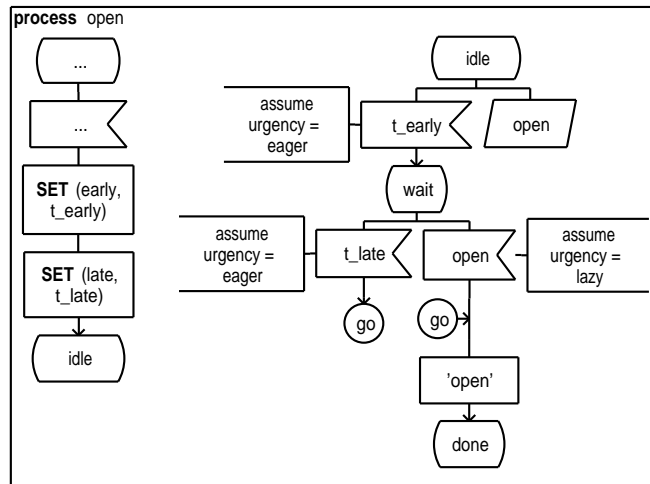 process open
...
...
SET (early,
t_early)
SET (late,
t_late)
idle
idle
assume
urgency =
eager
t_early
open
wait
assume
urgency =
eager
t_late
open
assume
urgency =
lazy
go
go
'open'
done